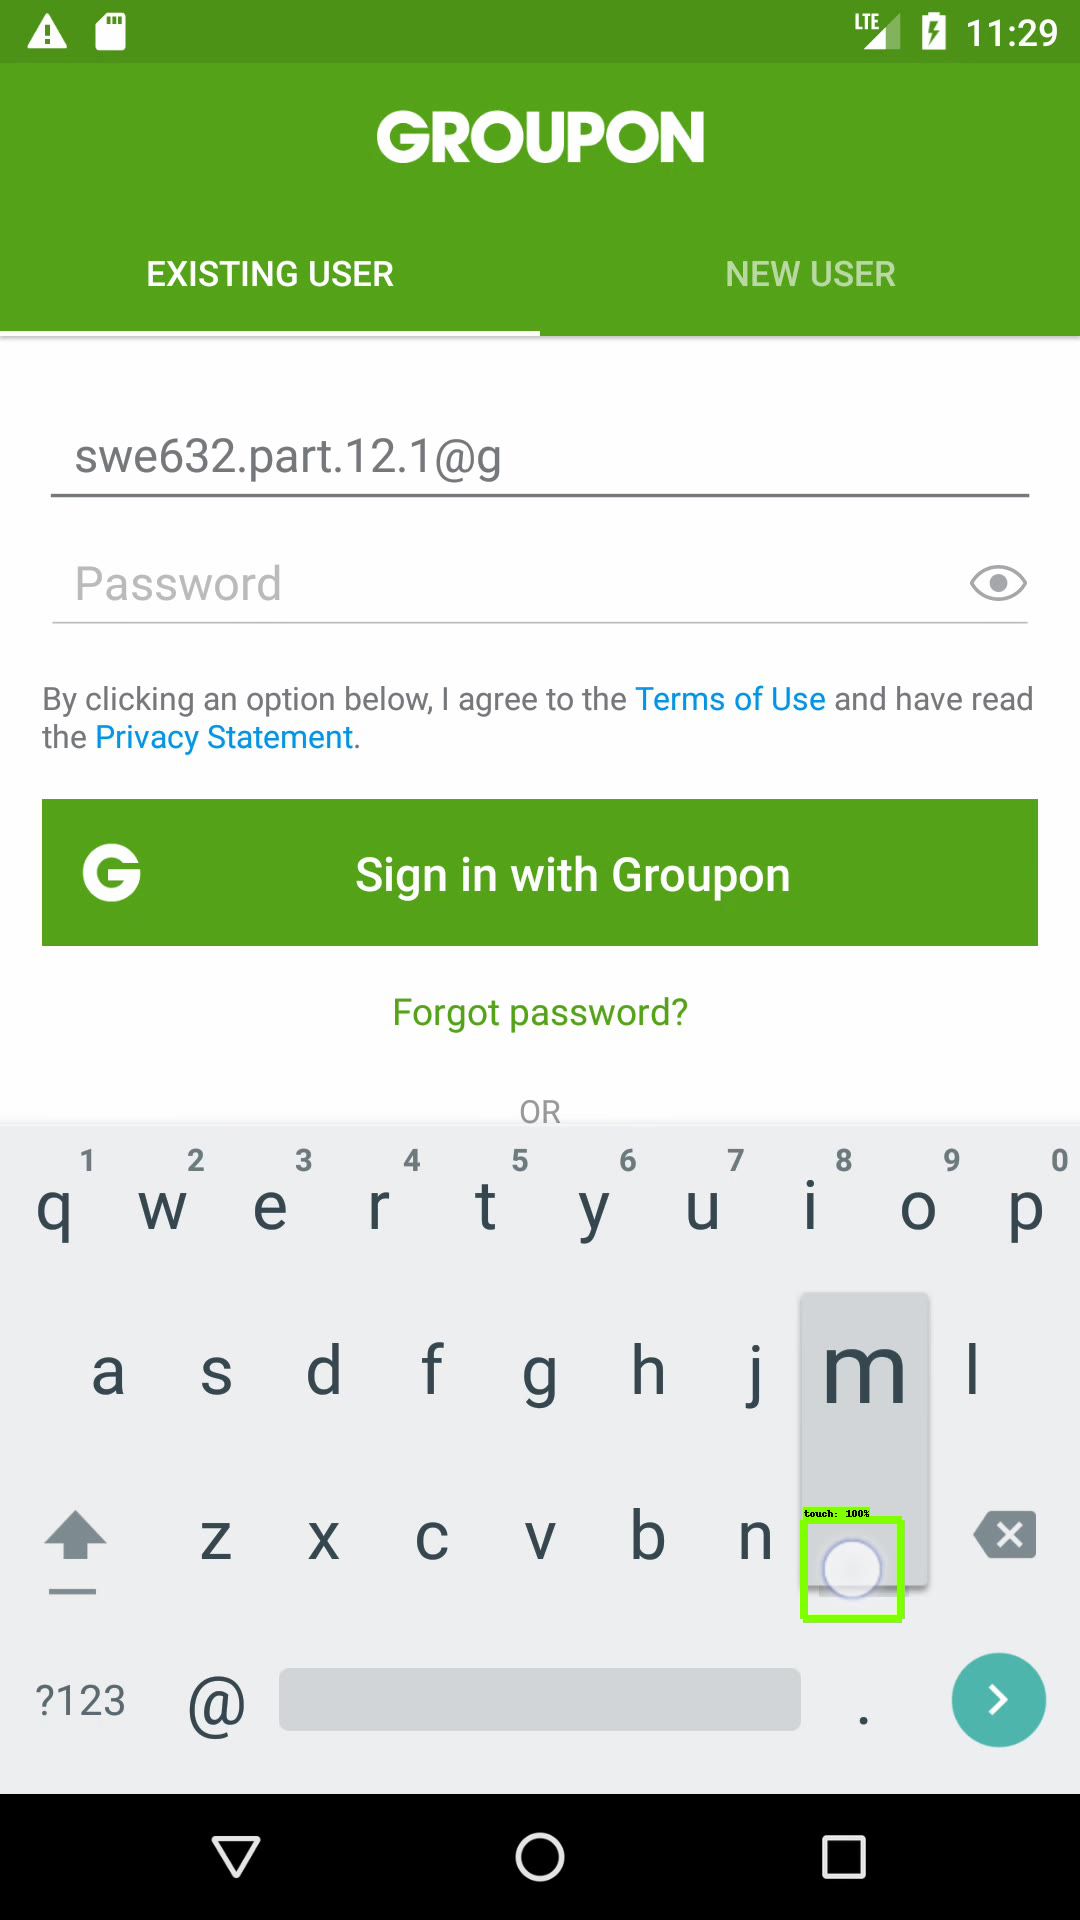 LTE 11:29
GROUPON
EXISTING USER NEW USER
swe632.part.12.1@g
Password
By clicking an option below, I agree to the Terms of Use and have read
the Privacy Statement.
G Sign in with Groupon
Forgot password?
OR
1 2 3 4 5 6 7 8 9 0
q w e r t y u i o p
a s d f g h j m l
touch: 100%
z x c v b n
?123 @ .